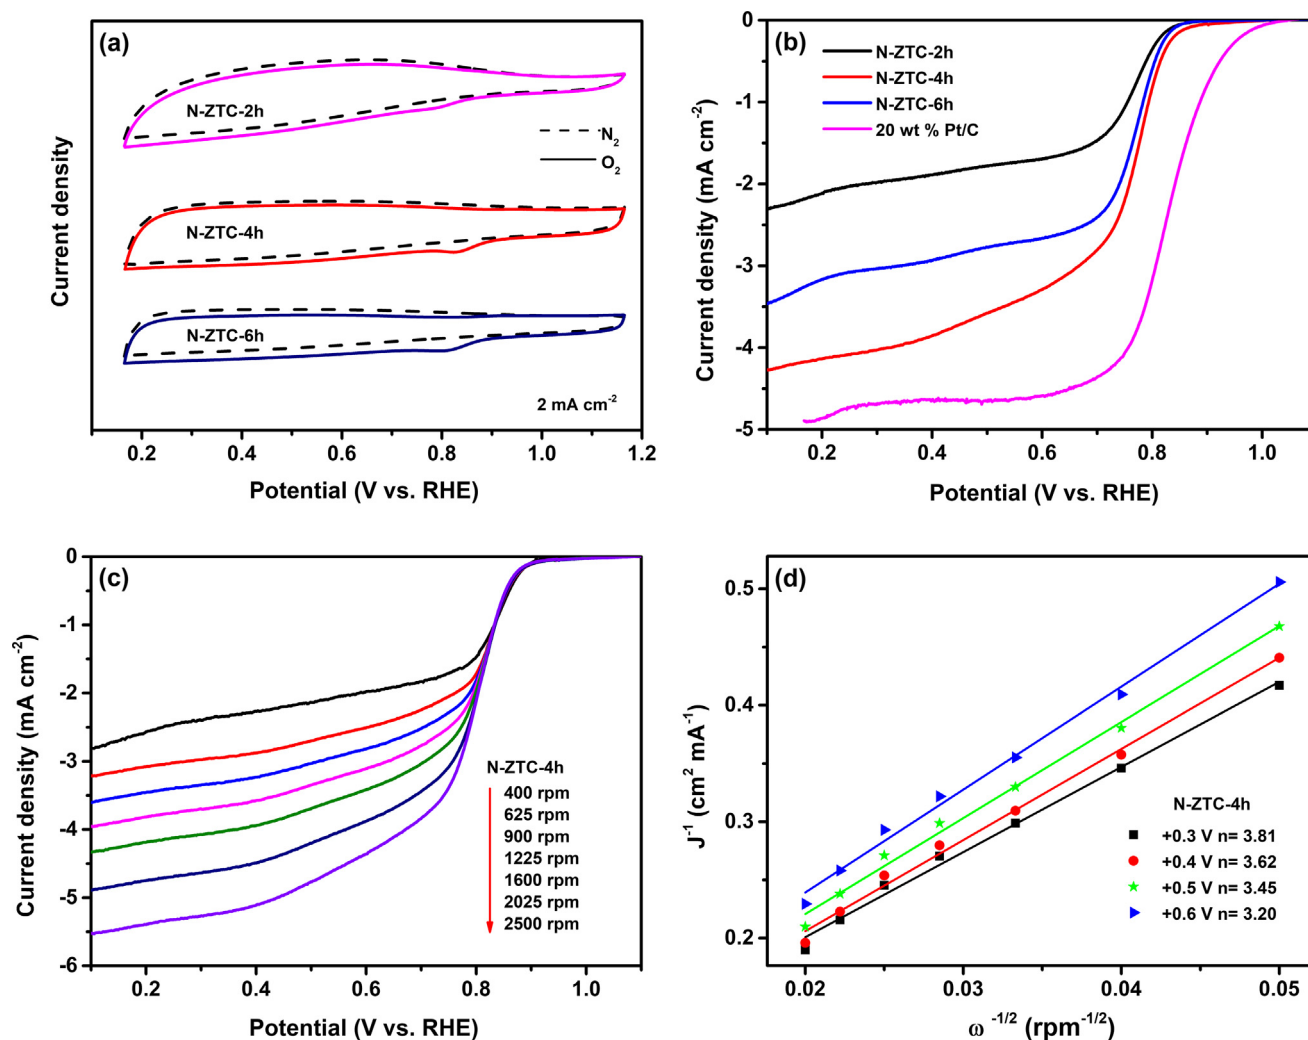 (a)
N-ZTC-2h
N₂
O₂
N-ZTC-4h
N-ZTC-6h
2 mA cm⁻²
Current density
0.2 0.4 0.6 0.8 1.0 1.2
Potential (V vs. RHE)
(b)
N-ZTC-2h
N-ZTC-4h
N-ZTC-6h
20 wt % Pt/C
Current density (mA cm⁻²)
0
-1
-2
-3
-4
-5
0.2 0.4 0.6 0.8 1.0
Potential (V vs. RHE)
(c)
N-ZTC-4h
400 rpm
625 rpm
900 rpm
1225 rpm
1600 rpm
2025 rpm
2500 rpm
Current density (mA cm⁻²)
0
-1
-2
-3
-4
-5
-6
0.2 0.4 0.6 0.8 1.0
Potential (V vs. RHE)
(d)
N-ZTC-4h
+0.3 V n= 3.81
+0.4 V n= 3.62
+0.5 V n= 3.45
+0.6 V n= 3.20
J⁻¹ (cm² mA⁻¹)
0.5
0.4
0.3
0.2
0.02 0.03 0.04 0.05
ω⁻¹/² (rpm⁻¹/²)